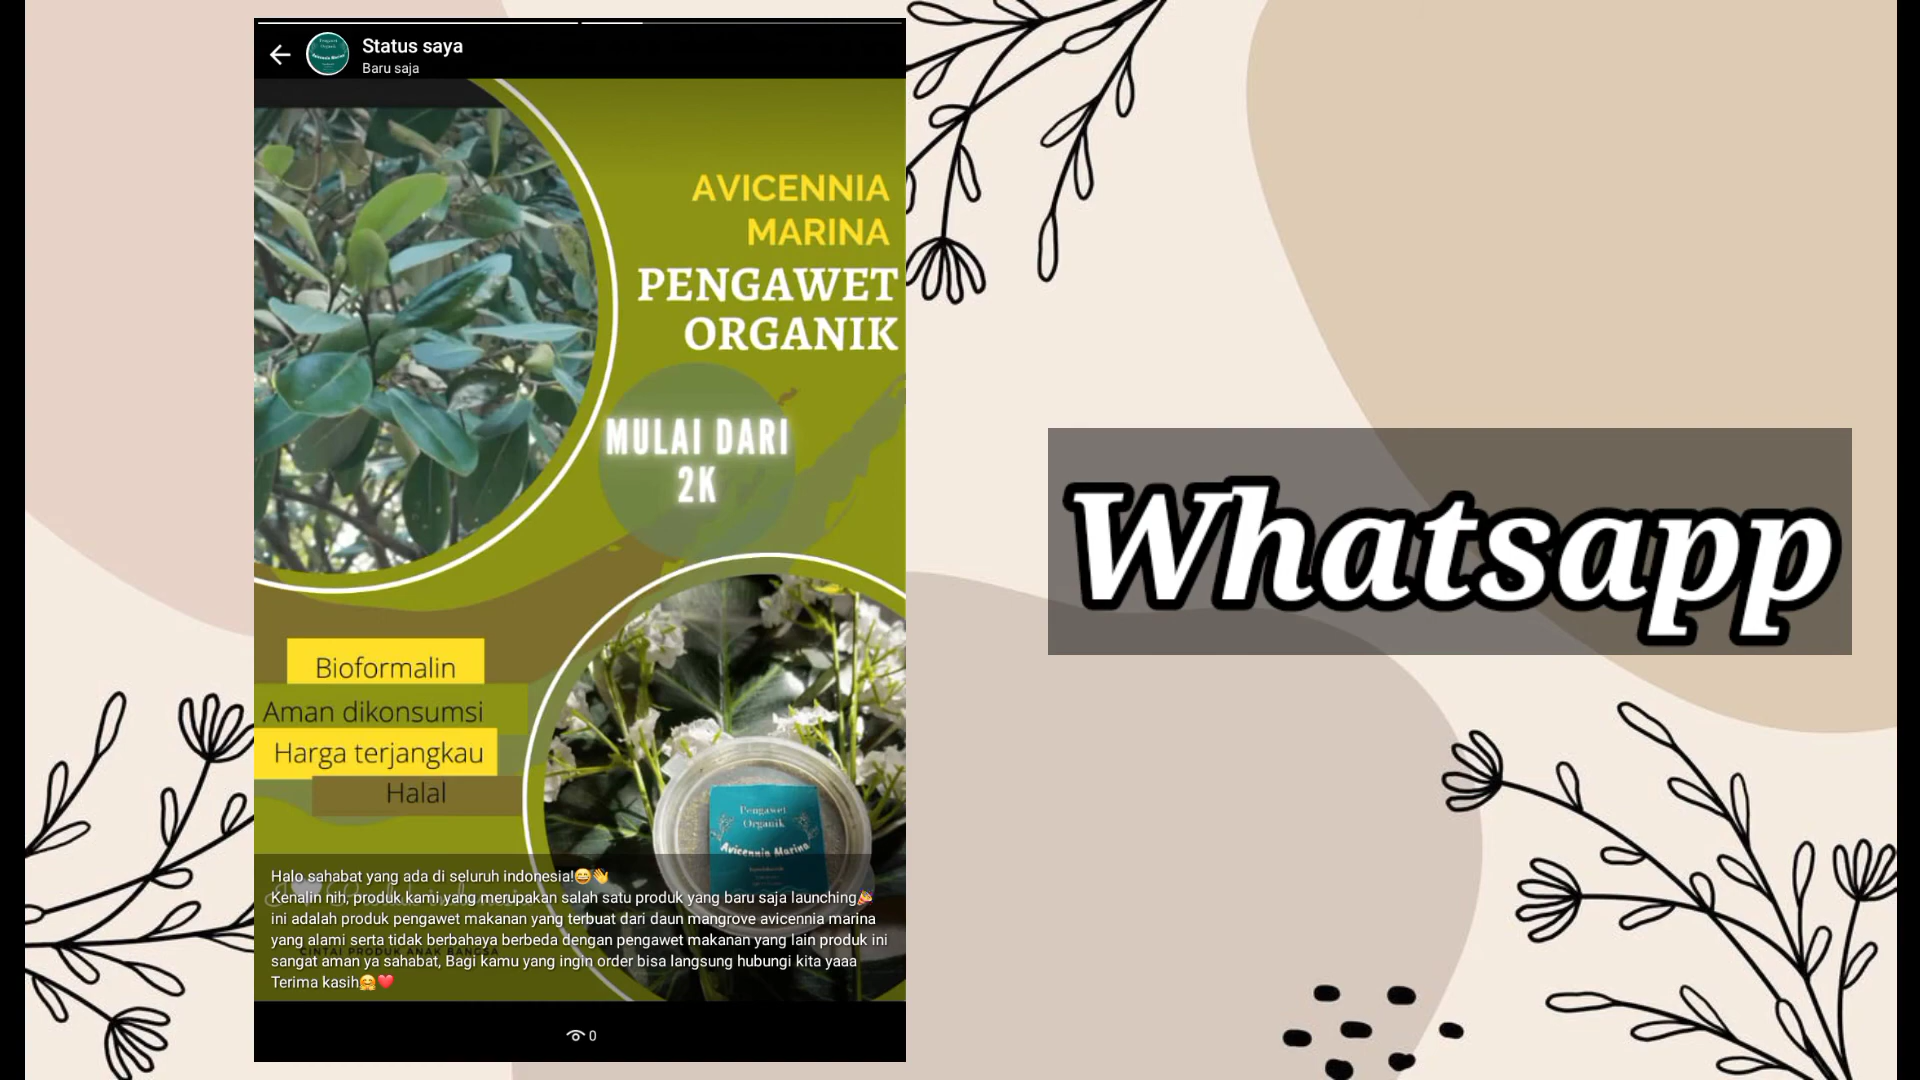 Status saya
Baru saja
AVICENNIA
MARINA
PENGAWET
ORGANIK
MULAI DARI
2K
Bioformalin
Aman dikonsumsi
Harga terjangkau
Halal
Pengawet
Organik
Avicennia Marina
CINTAI PRODUK ANAK BANGSA
Halo sahabat yang ada di seluruh indonesia!😄👋
Kenalin nih, produk kami yang merupakan salah satu produk yang baru saja launching🎉
ini adalah produk pengawet makanan yang terbuat dari daun mangrove avicennia marina
yang alami serta tidak berbahaya berbeda dengan pengawet makanan yang lain produk ini
sangat aman ya sahabat, Bagi kamu yang ingin order bisa langsung hubungi kita yaaa
Terima kasih🤗❤️
0
Whatsapp